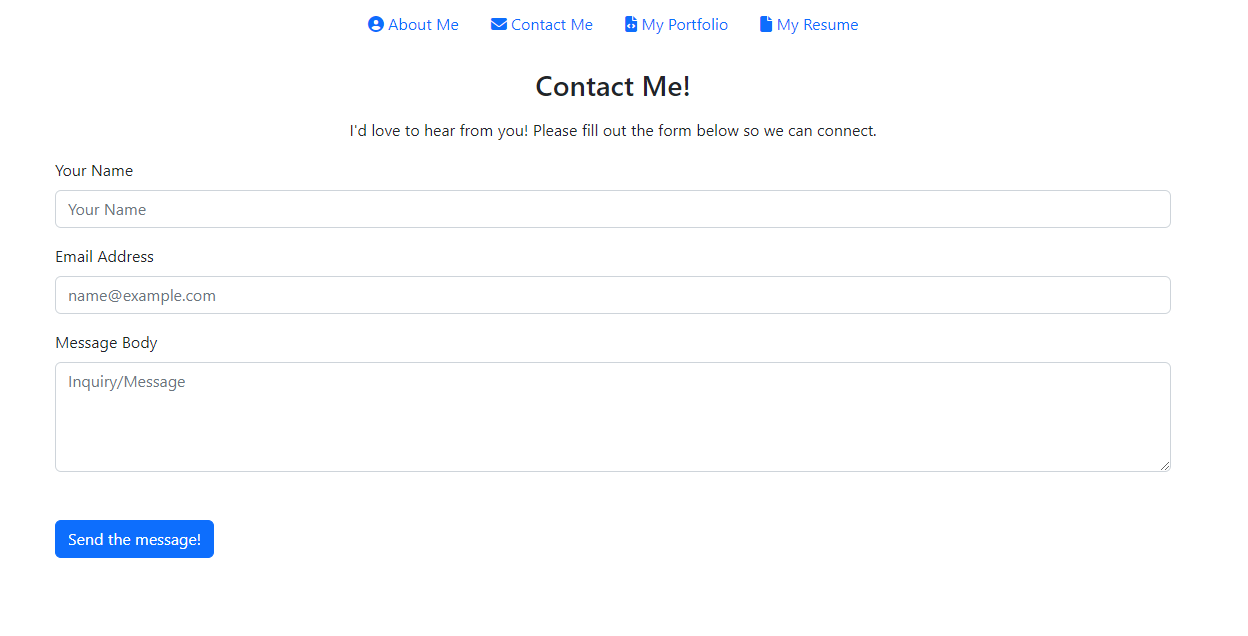 About Me Contact Me My Portfolio My Resume
Contact Me!
I'd love to hear from you! Please fill out the form below so we can connect.
Your Name
Your Name
Email Address
name@example.com
Message Body
Inquiry/Message
Send the message!